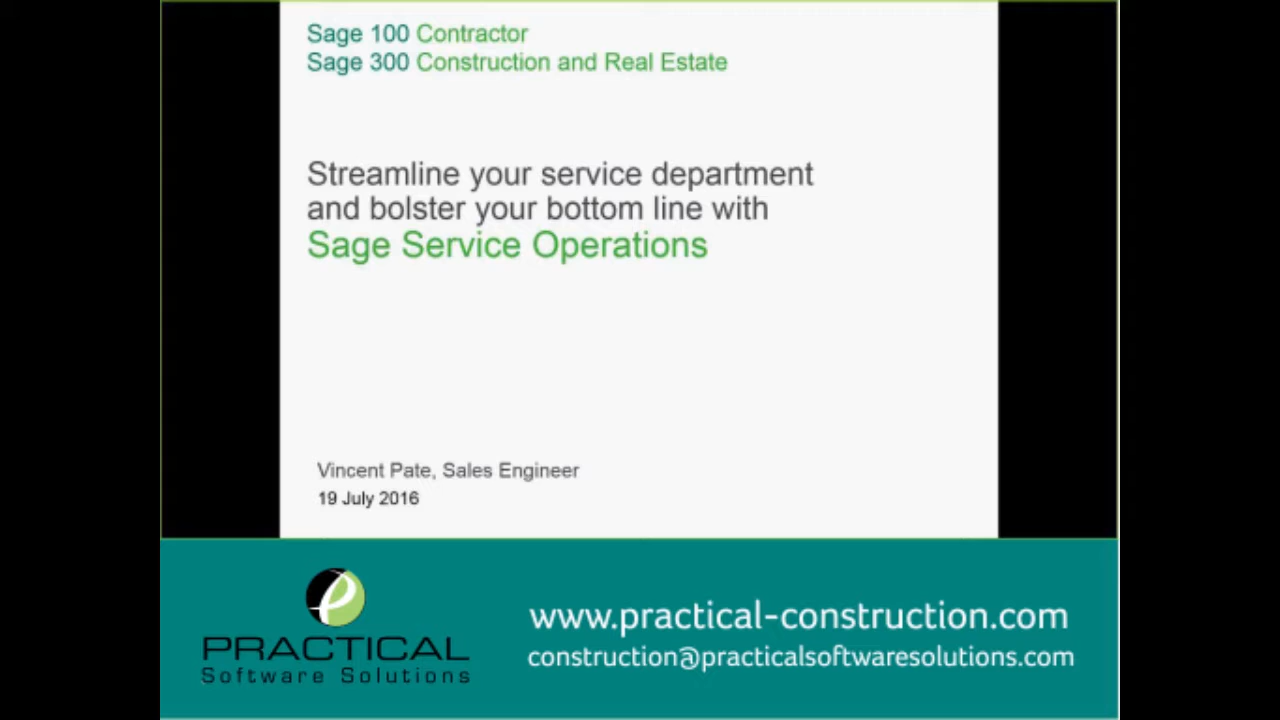 Sage 100 Contractor
Sage 300 Construction and Real Estate
Streamline your service department
and bolster your bottom line with
Sage Service Operations
Vincent Pate, Sales Engineer
19 July 2016
PRACTICAL
Software Solutions
www.practical-construction.com
construction@practicalsoftwaresolutions.com